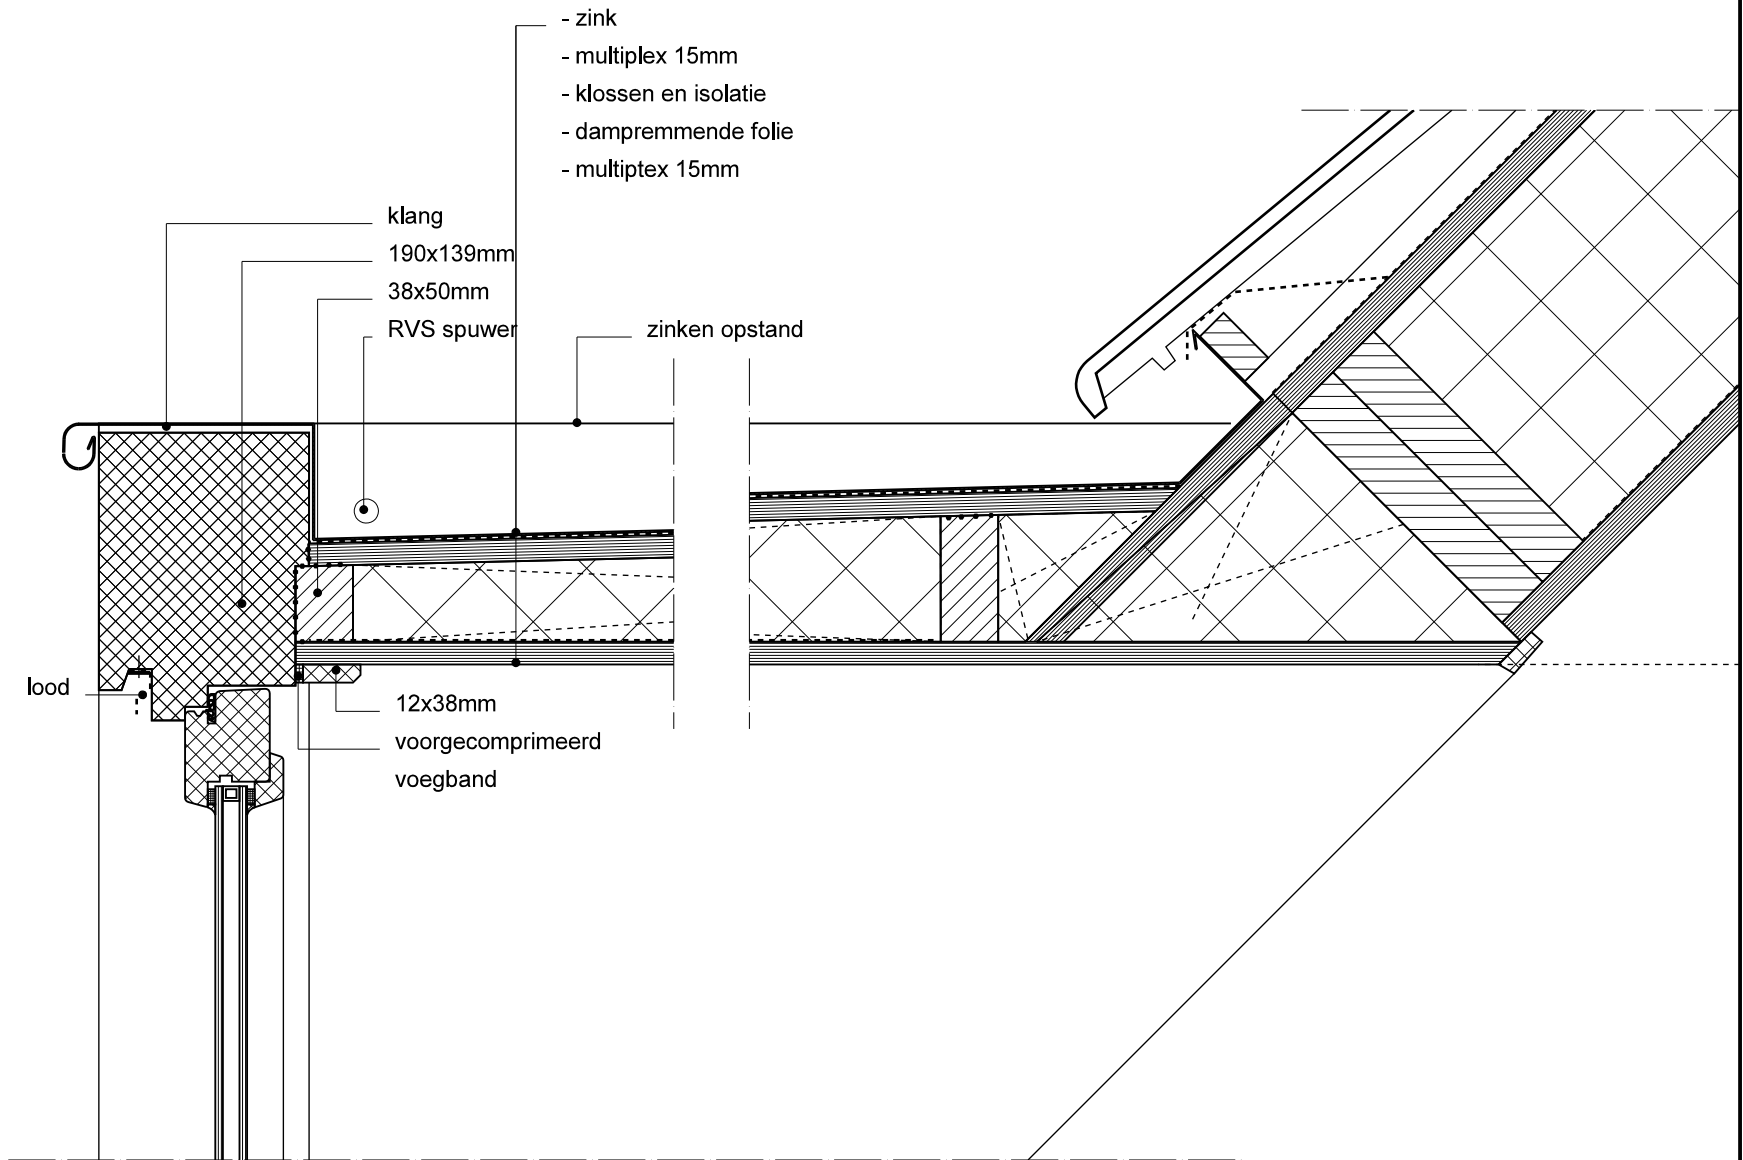 - zink
- multiplex 15mm
- klossen en isolatie
- dampremmende folie
- multiptex 15mm
klang
190x139mm
38x50mm
RVS spuwer
zinken opstand
lood
12x38mm
voorgecomprimeerd
voegband